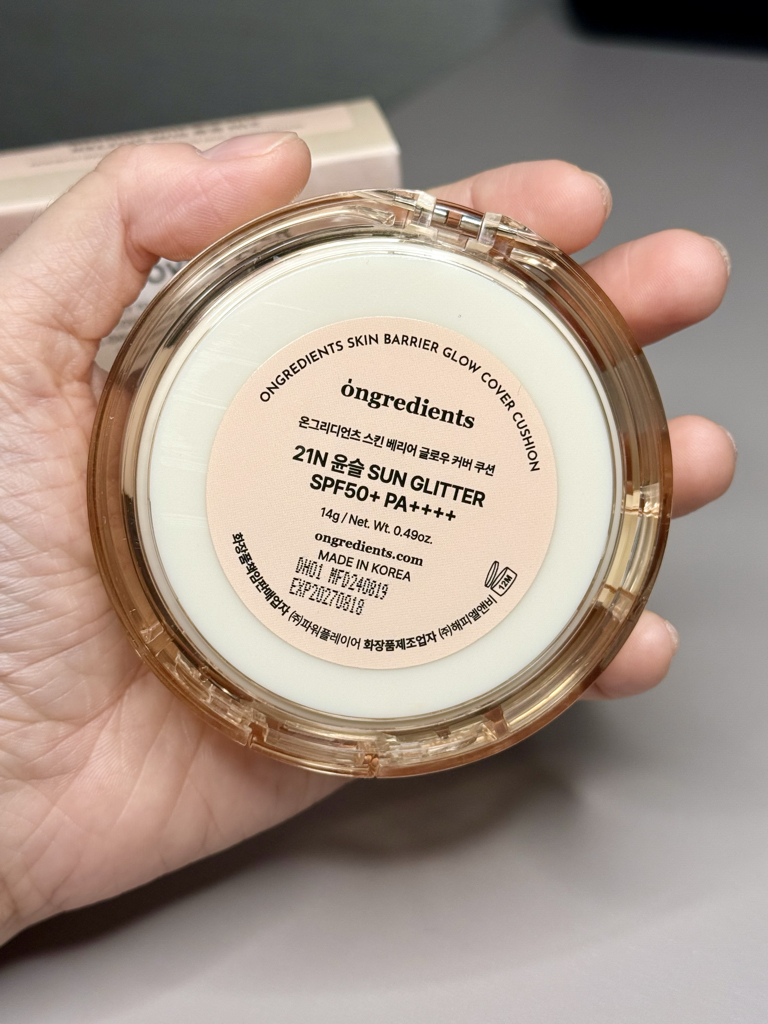 ONGREDIENTS SKIN BARRIER GLOW COVER CUSHION
ongredients
온그리디언츠 스킨 베리어 글로우 커버 쿠션
21N 윤슬 SUN GLITTER
SPF50+ PA++++
14g / Net. Wt. 0.49oz.
ongredients.com
MADE IN KOREA
DH01 MFD240819
EXP20270818
12M
화장품책임판매업자 ㈜파워플레이어 화장품제조업자 ㈜해피엘앤비